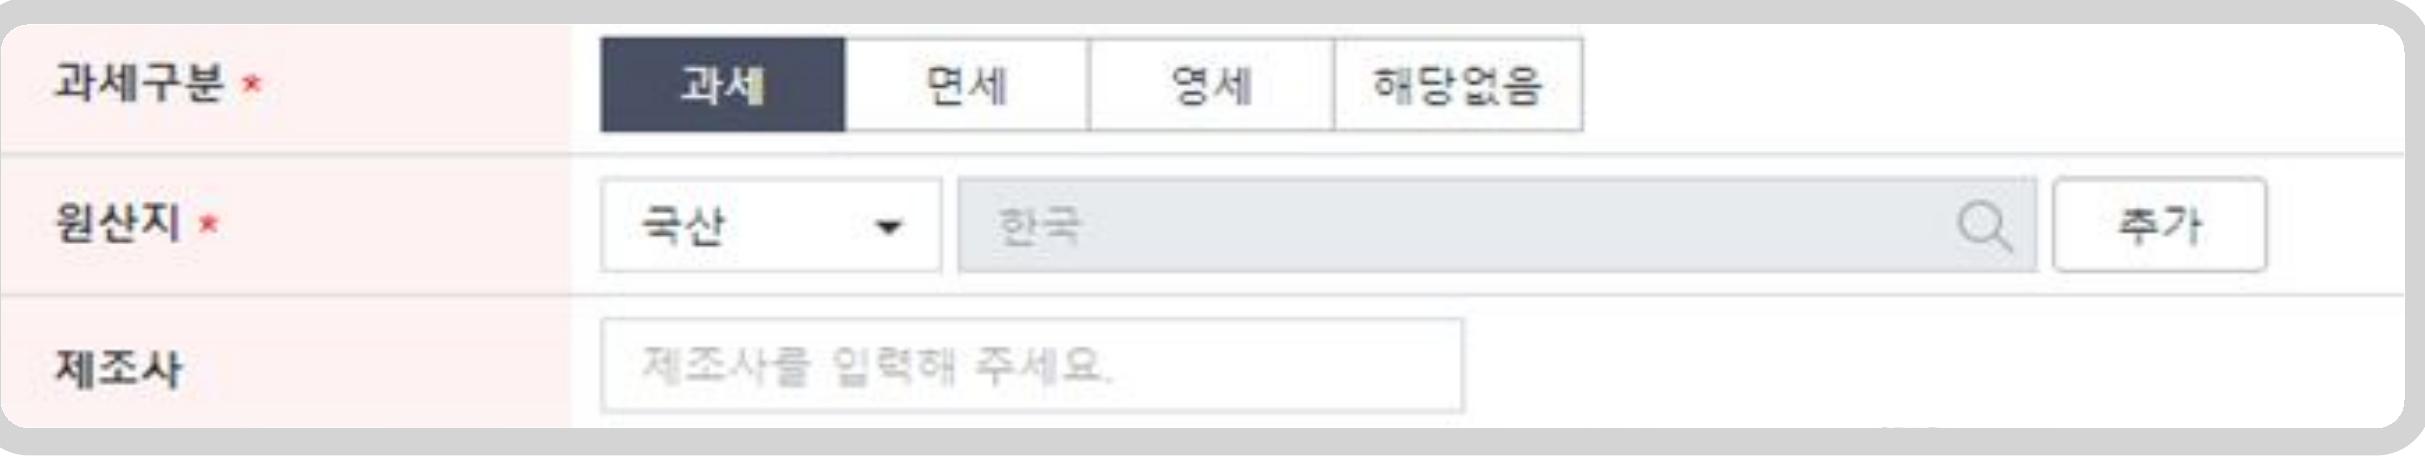 과세구분 * 과세 면세 영세 해당없음
원산지 * 국산 한국 추가
제조사 제조사를 입력해 주세요.